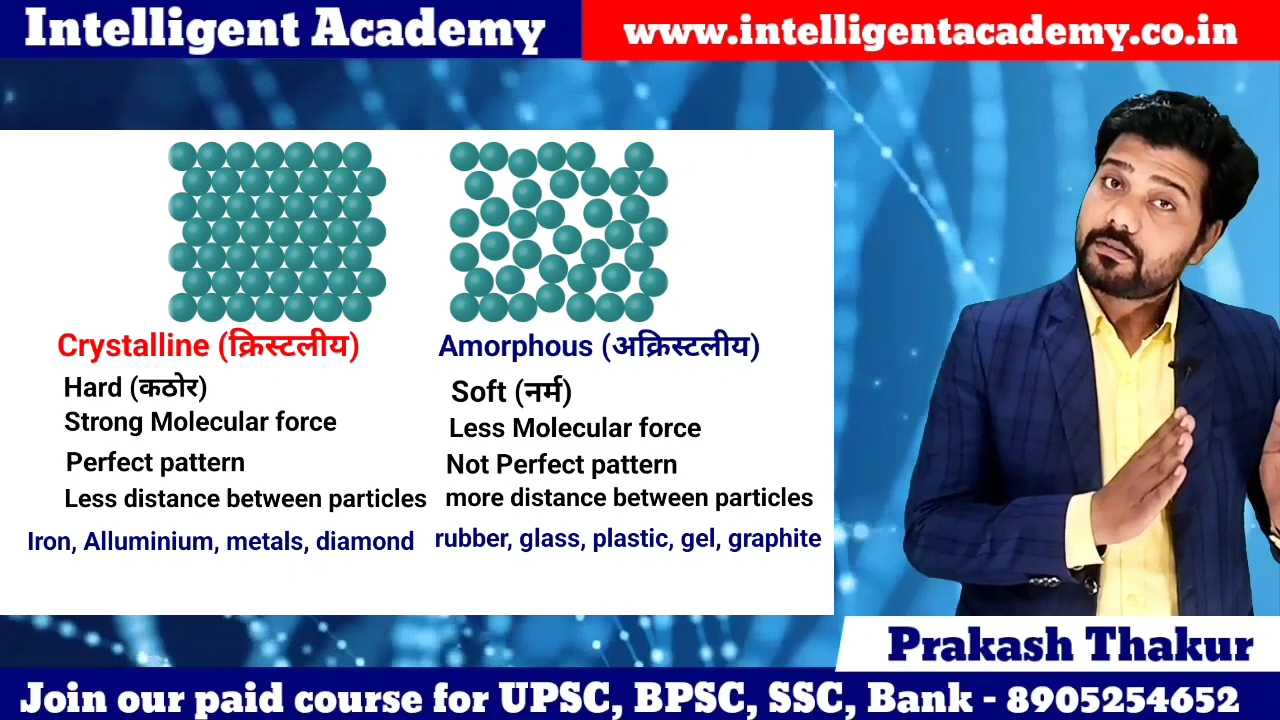 Intelligent Academy
www.intelligentacademy.co.in
Crystalline (क्रिस्टलीय)
Hard (कठोर)
Strong Molecular force
Perfect pattern
Less distance between particles
Iron, Alluminium, metals, diamond
Amorphous (अक्रिस्टलीय)
Soft (नर्म)
Less Molecular force
Not Perfect pattern
more distance between particles
rubber, glass, plastic, gel, graphite
Prakash Thakur
Join our paid course for UPSC, BPSC, SSC, Bank - 8905254652